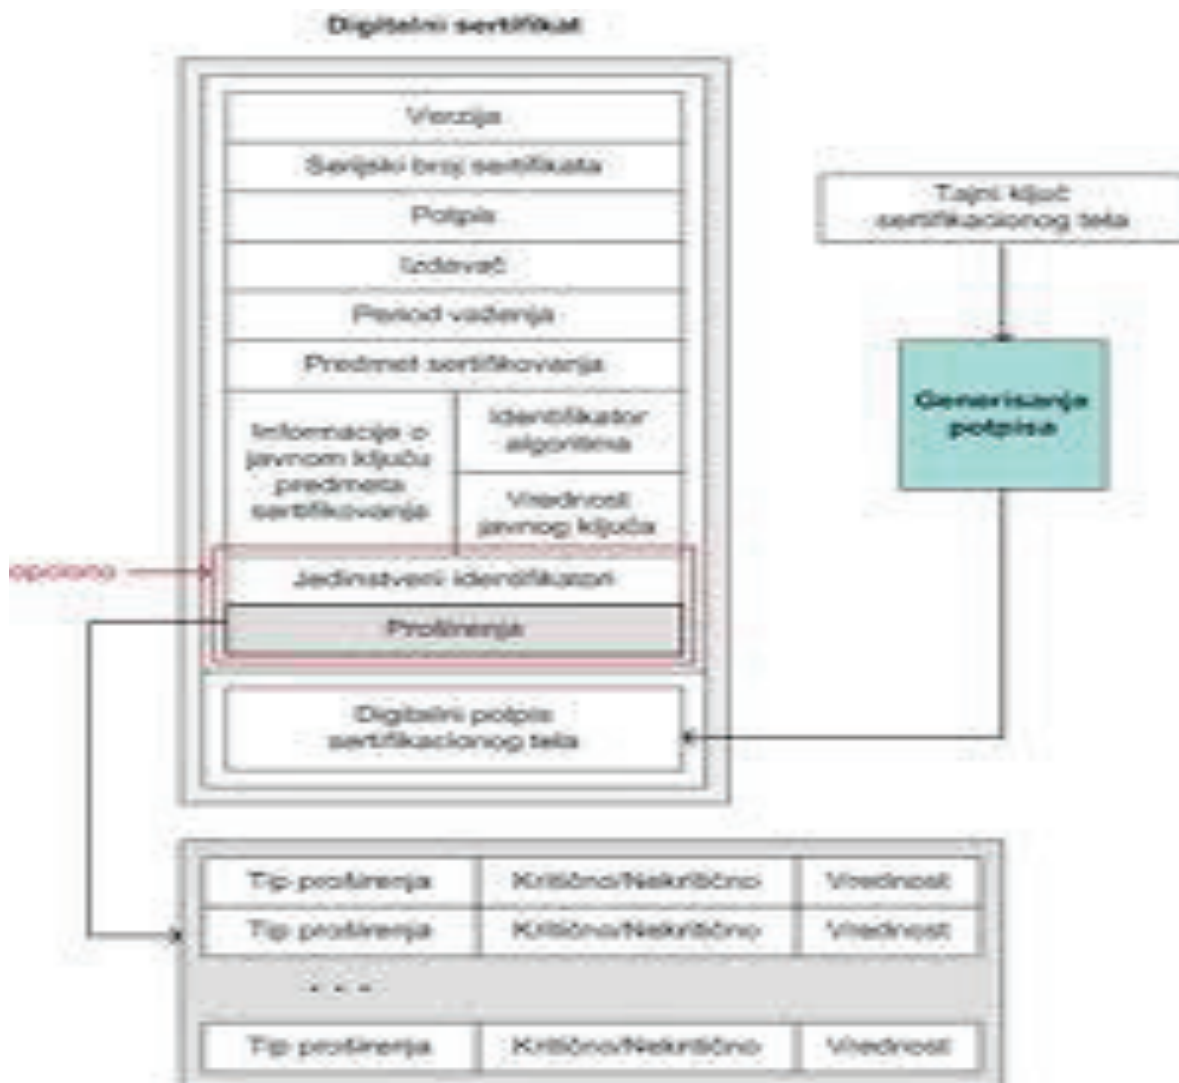 Digitalni sertifikat
Verzija
Serijski broj sertifikata
Potpis
Izdavač
Period važenja
Predmet sertifikovanja
Informacije o
javnom ključu
predmeta
sertifikovanja
Identifikator
algoritma
Vrednost
javnog ključa
opciono
Jedinstveni identifikatori
Proširenja
Digitalni potpis
sertifikacionog tela
Tajni ključ
sertifikacionog tela
Generisanje
potpisa
Tip proširenja Kritično/Nekritično Vrednost
Tip proširenja Kritično/Nekritično Vrednost
. . .
Tip proširenja Kritično/Nekritično Vrednost